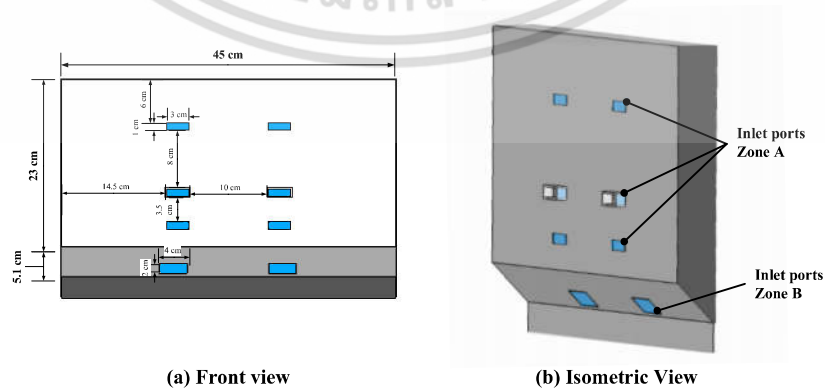 45 cm
6 cm
3 cm
1 cm
8 cm
23 cm
14.5 cm
10 cm
3.5 cm
4 cm
2 cm
5.1 cm
Inlet ports
Zone A
Inlet ports
Zone B
(a) Front view
(b) Isometric View